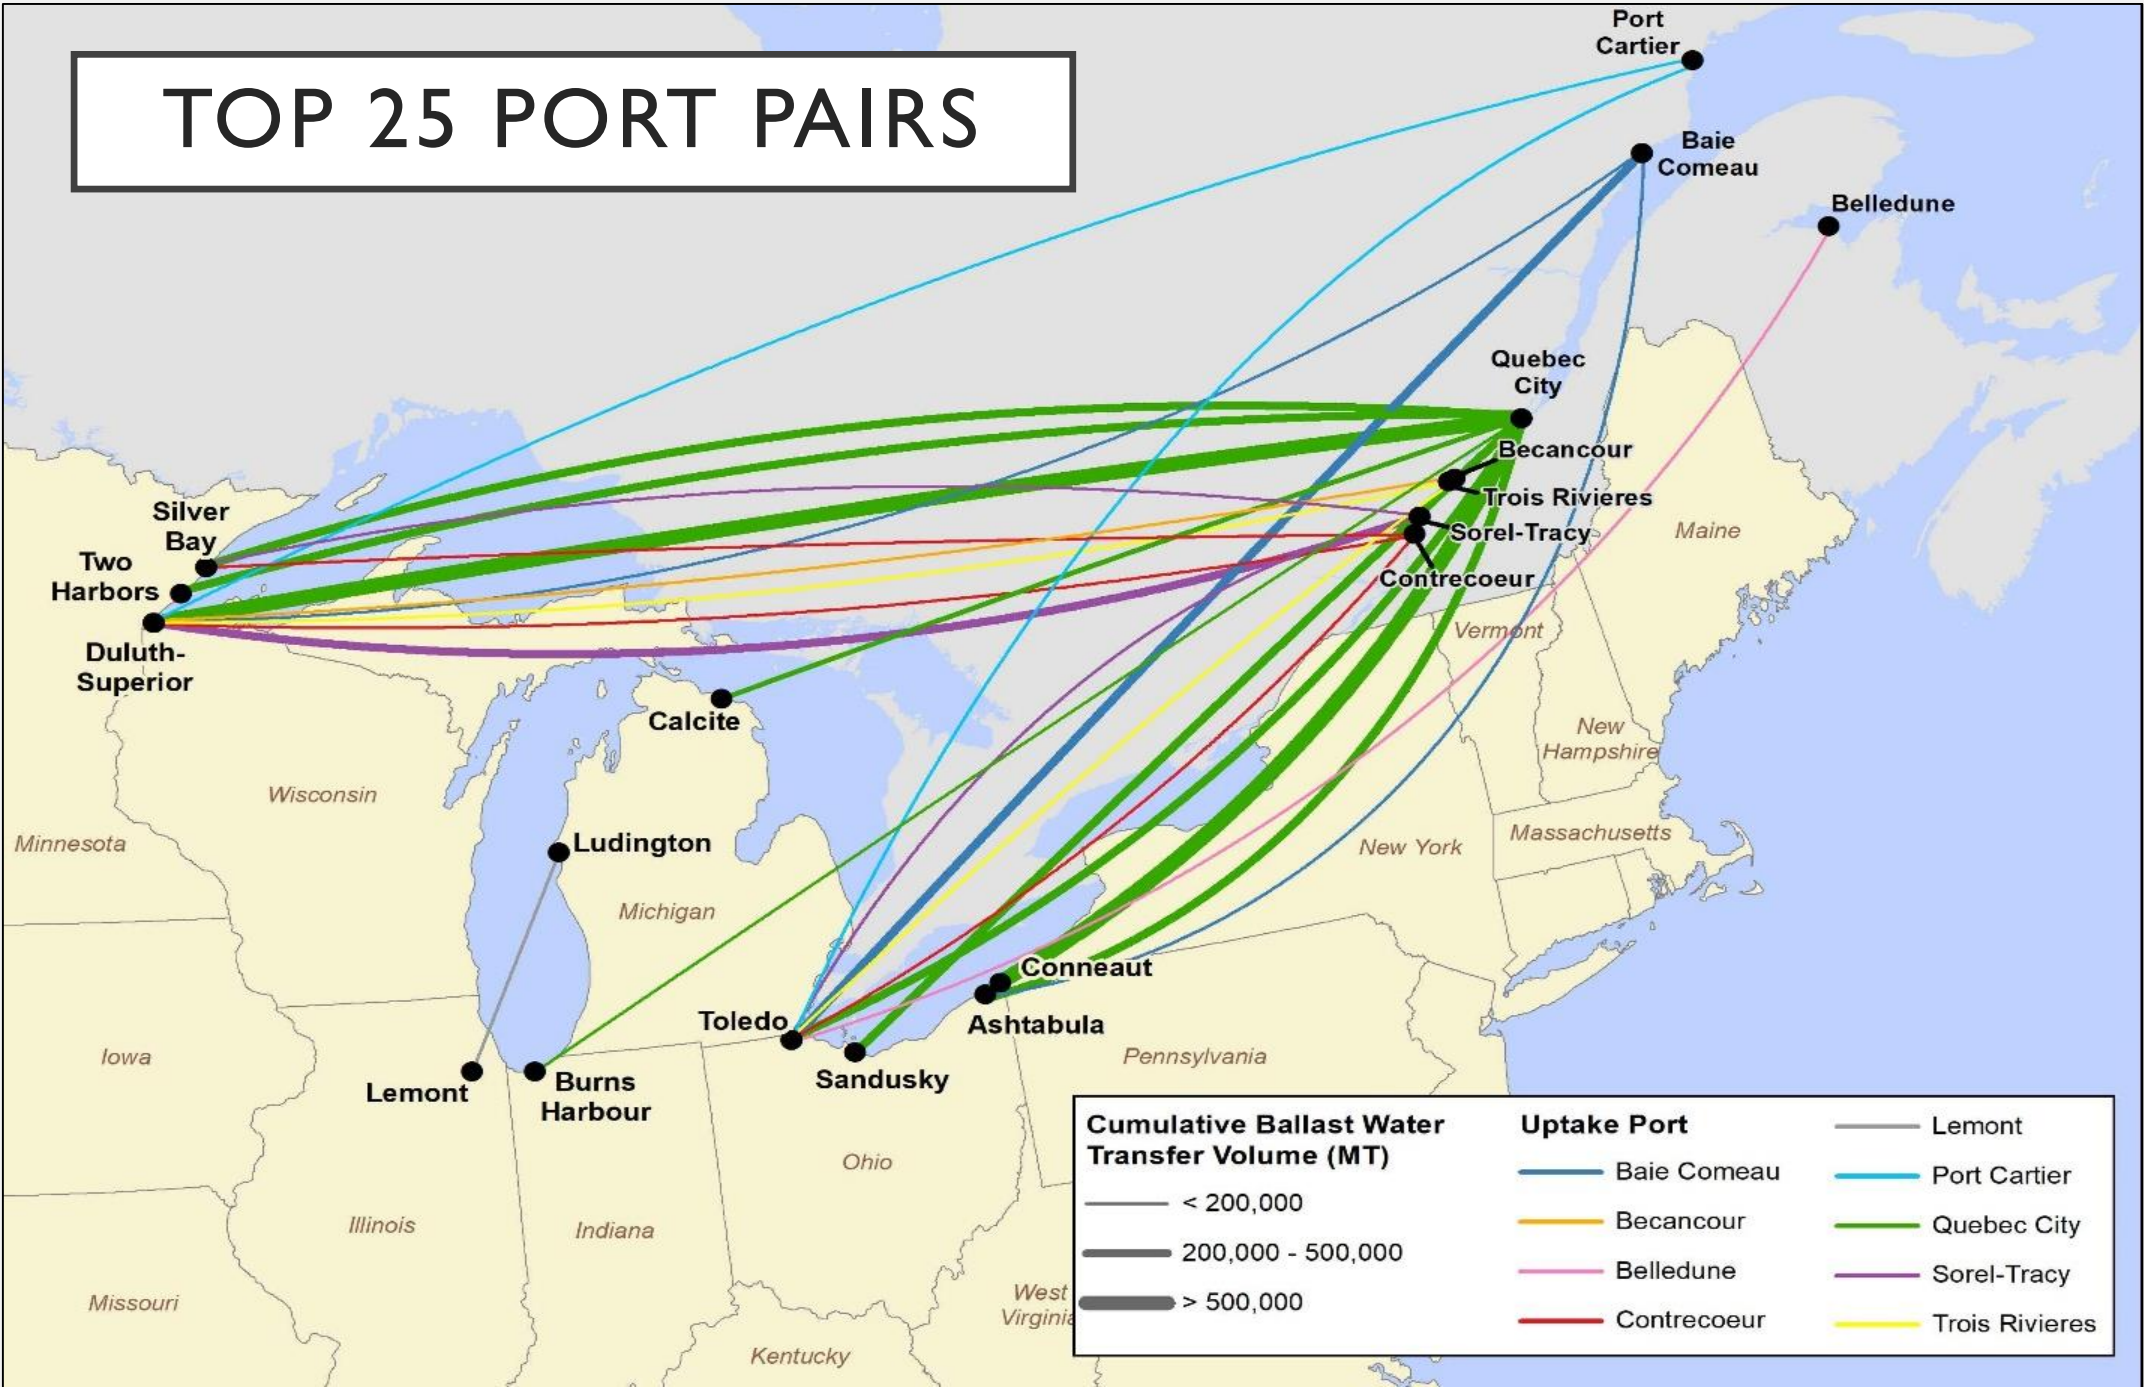 TOP 25 PORT PAIRS
Port
Cartier
Baie
Comeau
Belledune
Quebec
City
Becancour
Trois Rivieres
Sorel-Tracy
Contrecoeur
Silver
Bay
Two
Harbors
Duluth-
Superior
Calcite
Ludington
Lemont
Burns
Harbour
Toledo
Sandusky
Conneaut
Ashtabula
Maine
Vermont
New
Hampshire
Massachusetts
New York
Pennsylvania
Wisconsin
Minnesota
Michigan
Iowa
Illinois
Indiana
Ohio
Missouri
Kentucky
West
Virginia
Cumulative Ballast Water
Transfer Volume (MT)
< 200,000
200,000 - 500,000
> 500,000
Uptake Port
Baie Comeau
Becancour
Belledune
Contrecoeur
Lemont
Port Cartier
Quebec City
Sorel-Tracy
Trois Rivieres